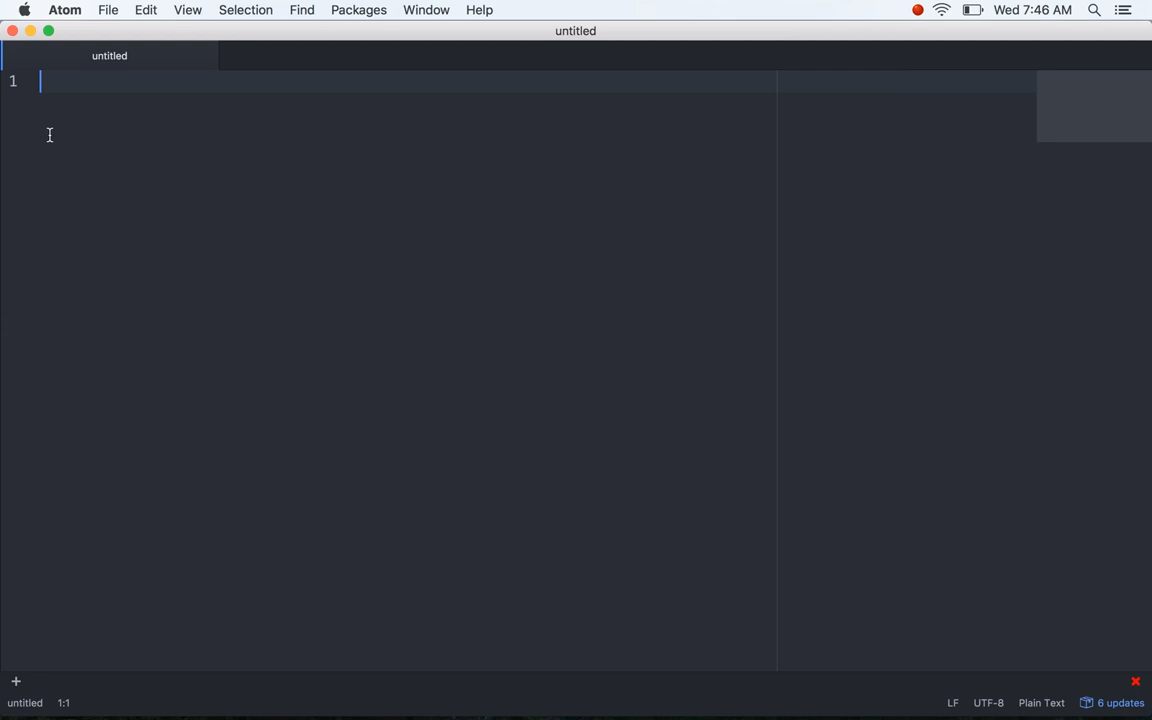 Atom File Edit View Selection Find Packages Window Help Wed 7:46 AM
untitled
untitled
1
+
untitled 1:1 LF UTF-8 Plain Text 6 updates